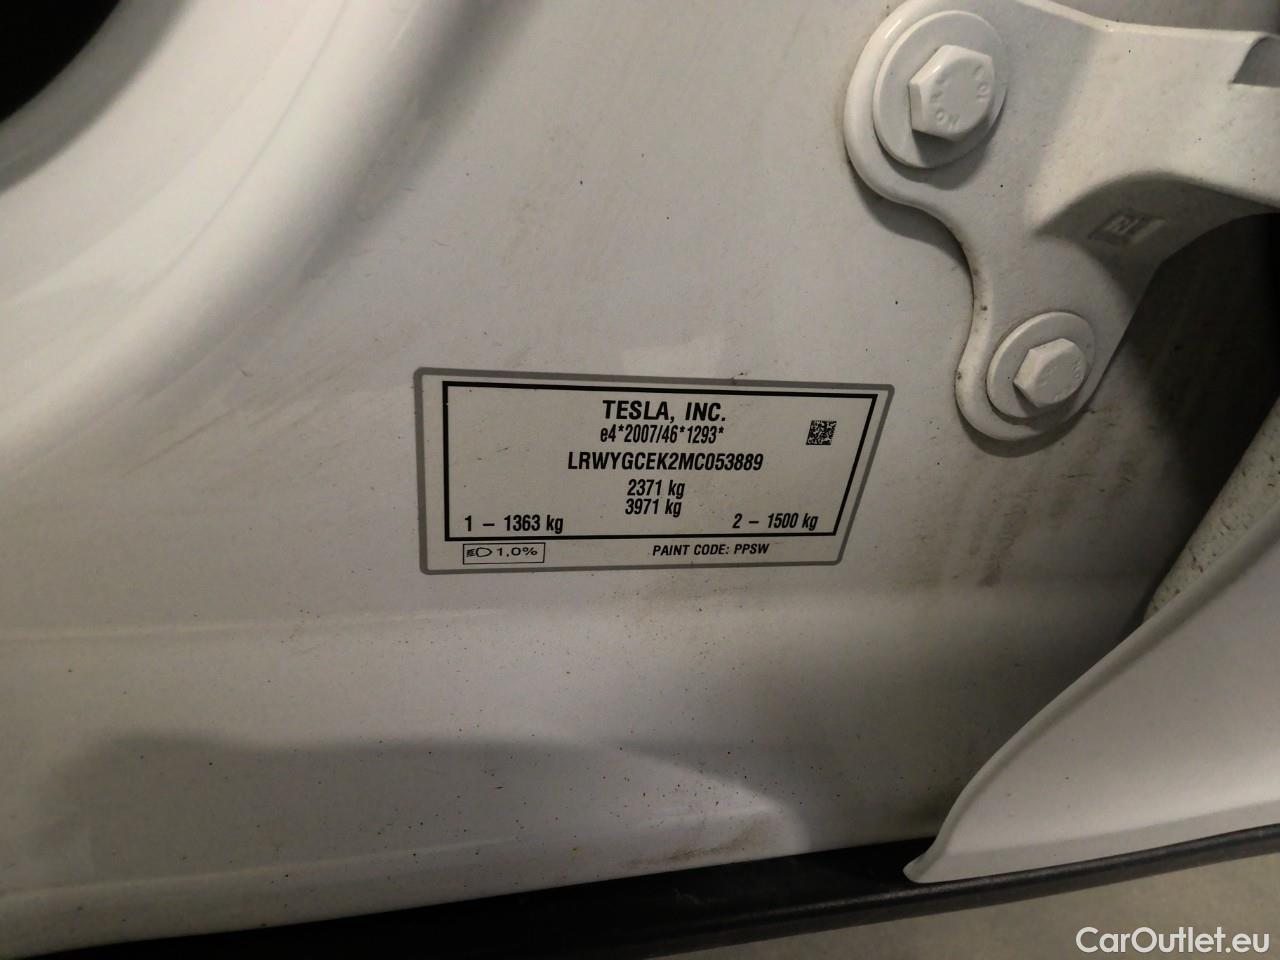 TESLA, INC.
e4*2007/46*1293*
LRWYGCEK2MC053889
2371 kg
3971 kg
1 – 1363 kg
2 – 1500 kg
1.0%
PAINT CODE: PPSW
CarOutlet.eu